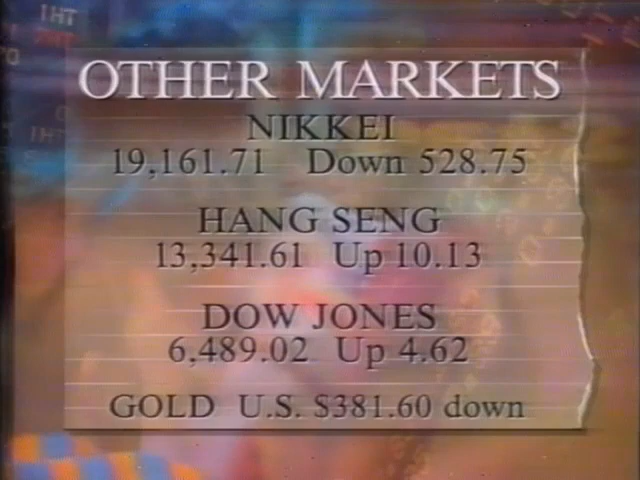 OTHER MARKETS
NIKKEI
19,161.71 Down 528.75
HANG SENG
13,341.61 Up 10.13
DOW JONES
6,489.02 Up 4.62
GOLD U.S. $381.60 down